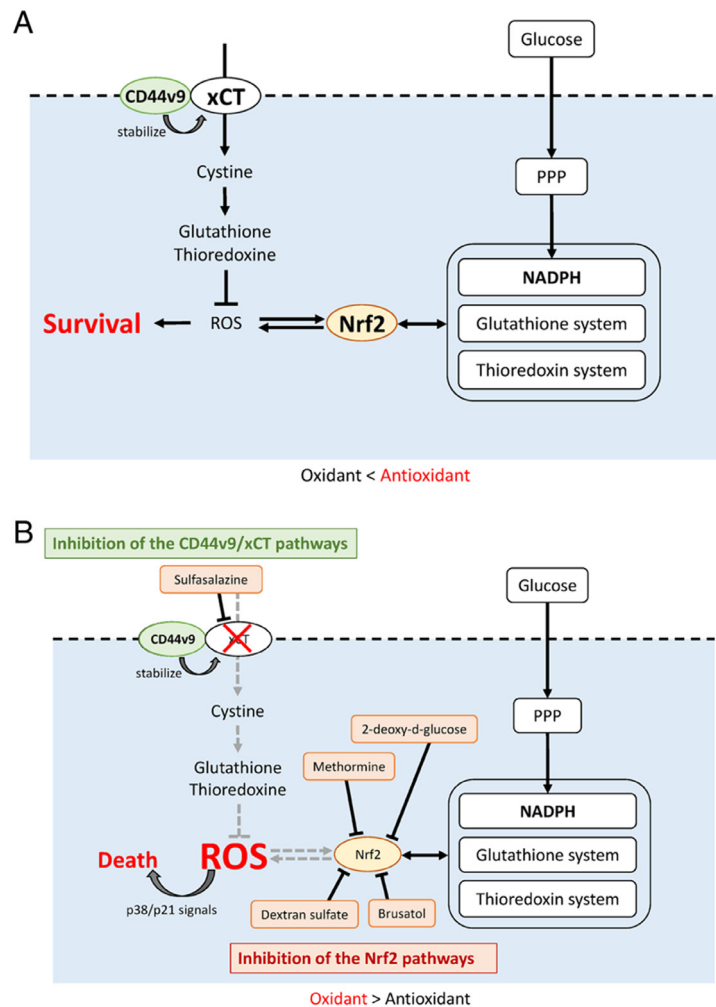 A
Glucose
CD44v9
xCT
stabilize
Cystine
PPP
Glutathione
Thioredoxine
NADPH
Survival
ROS
Nrf2
Glutathione system
Thioredoxin system
Oxidant < Antioxidant
B
Inhibition of the CD44v9/xCT pathways
Sulfasalazine
Glucose
CD44v9
xCT
stabilize
Cystine
2-deoxy-d-glucose
PPP
Glutathione
Thioredoxine
Methormine
NADPH
Death
ROS
Nrf2
Glutathione system
p38/p21 signals
Dextran sulfate
Brusatol
Thioredoxin system
Inhibition of the Nrf2 pathways
Oxidant > Antioxidant